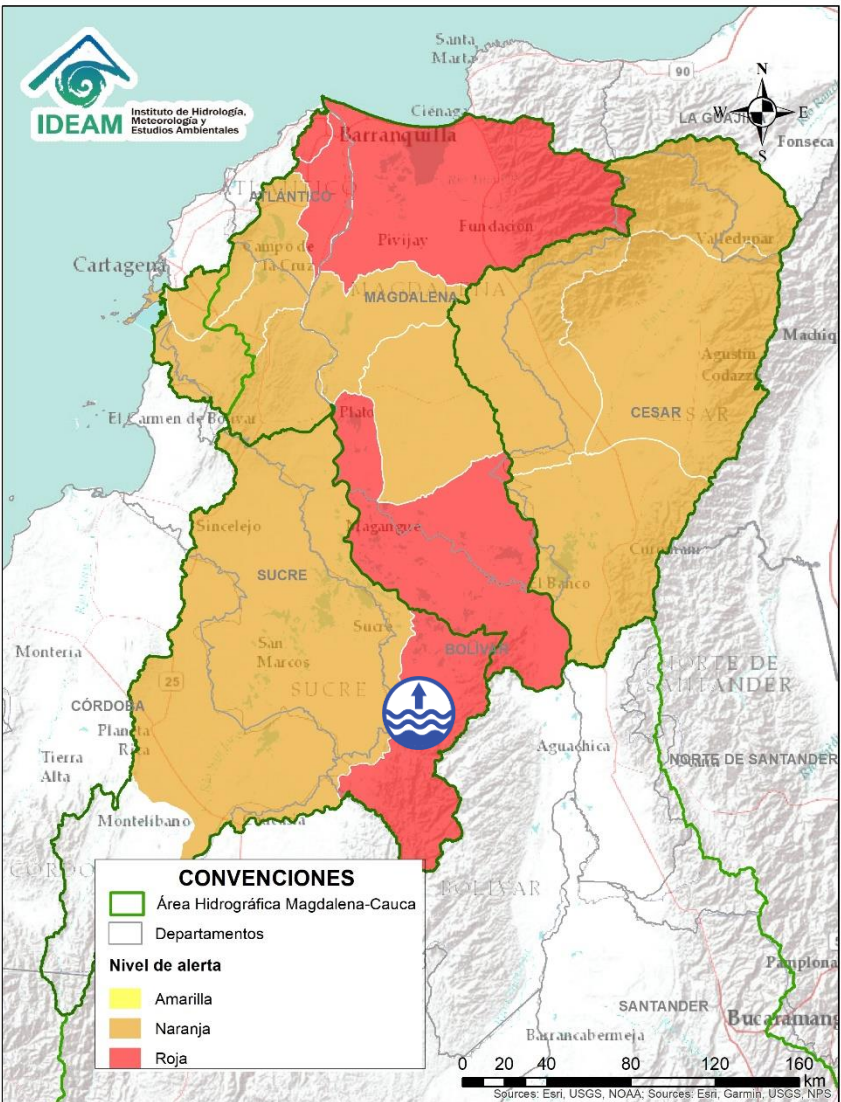 IDEAM
Instituto de Hidrología,
Meteorología y
Estudios Ambientales
Santa
Marta
90
N
W
E
S
LA GUAJIRA
Fonseca
Ciénaga
Barranquilla
ATLÁNTICO
Fundación
Pivijay
Valledupar
Campo de
la Cruz
Cartagena
MAGDALENA
Machiq
Agustín
Codazzi
CESAR
CESAR
Plato
El Carmen de Bolívar
Sincelejo
Magangué
Curumaní
SUCRE
El Banco
Sucre
BOLÍVAR
San
Marcos
Montería
25
SUCRE
NORTE DE
SANTANDER
CÓRDOBA
Planeta
Rica
Aguachica
NORTE DE SANTANDER
Tierra
Alta
Montelíbano
CONVENCIONES
Área Hidrográfica Magdalena-Cauca
Departamentos
Nivel de alerta
Amarilla
Naranja
Roja
BOLÍVAR
Pamplona
SANTANDER
Bucaramang
Barrancabermeja
0 20 40 80 120 160
km
Sources: Esri, USGS, NOAA; Sources: Esri, Garmin, USGS, NPS